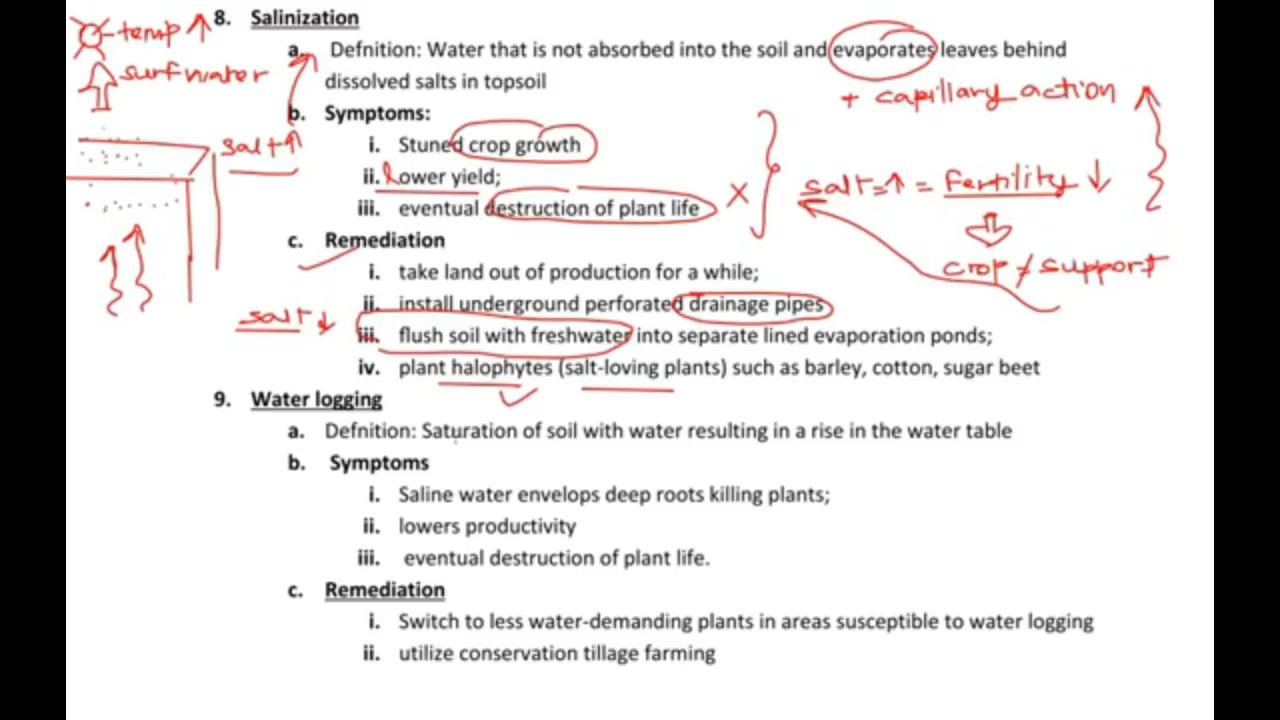 8. Salinization
temp ↑
a. Defnition: Water that is not absorbed into the soil and evaporates leaves behind
surf water
dissolved salts in topsoil
+ capillary action
b. Symptoms:
salt ↑
i. Stuned crop growth
ii. lower yield;
salt = ↑ = Fertility ↓
iii. eventual destruction of plant life
X
c. Remediation
crop ≠ support
i. take land out of production for a while;
ii. install underground perforated drainage pipes
salt ↓
iii. flush soil with freshwater into separate lined evaporation ponds;
iv. plant halophytes (salt-loving plants) such as barley, cotton, sugar beet
9. Water logging
a. Defnition: Saturation of soil with water resulting in a rise in the water table
b. Symptoms
i. Saline water envelops deep roots killing plants;
ii. lowers productivity
iii. eventual destruction of plant life.
c. Remediation
i. Switch to less water-demanding plants in areas susceptible to water logging
ii. utilize conservation tillage farming